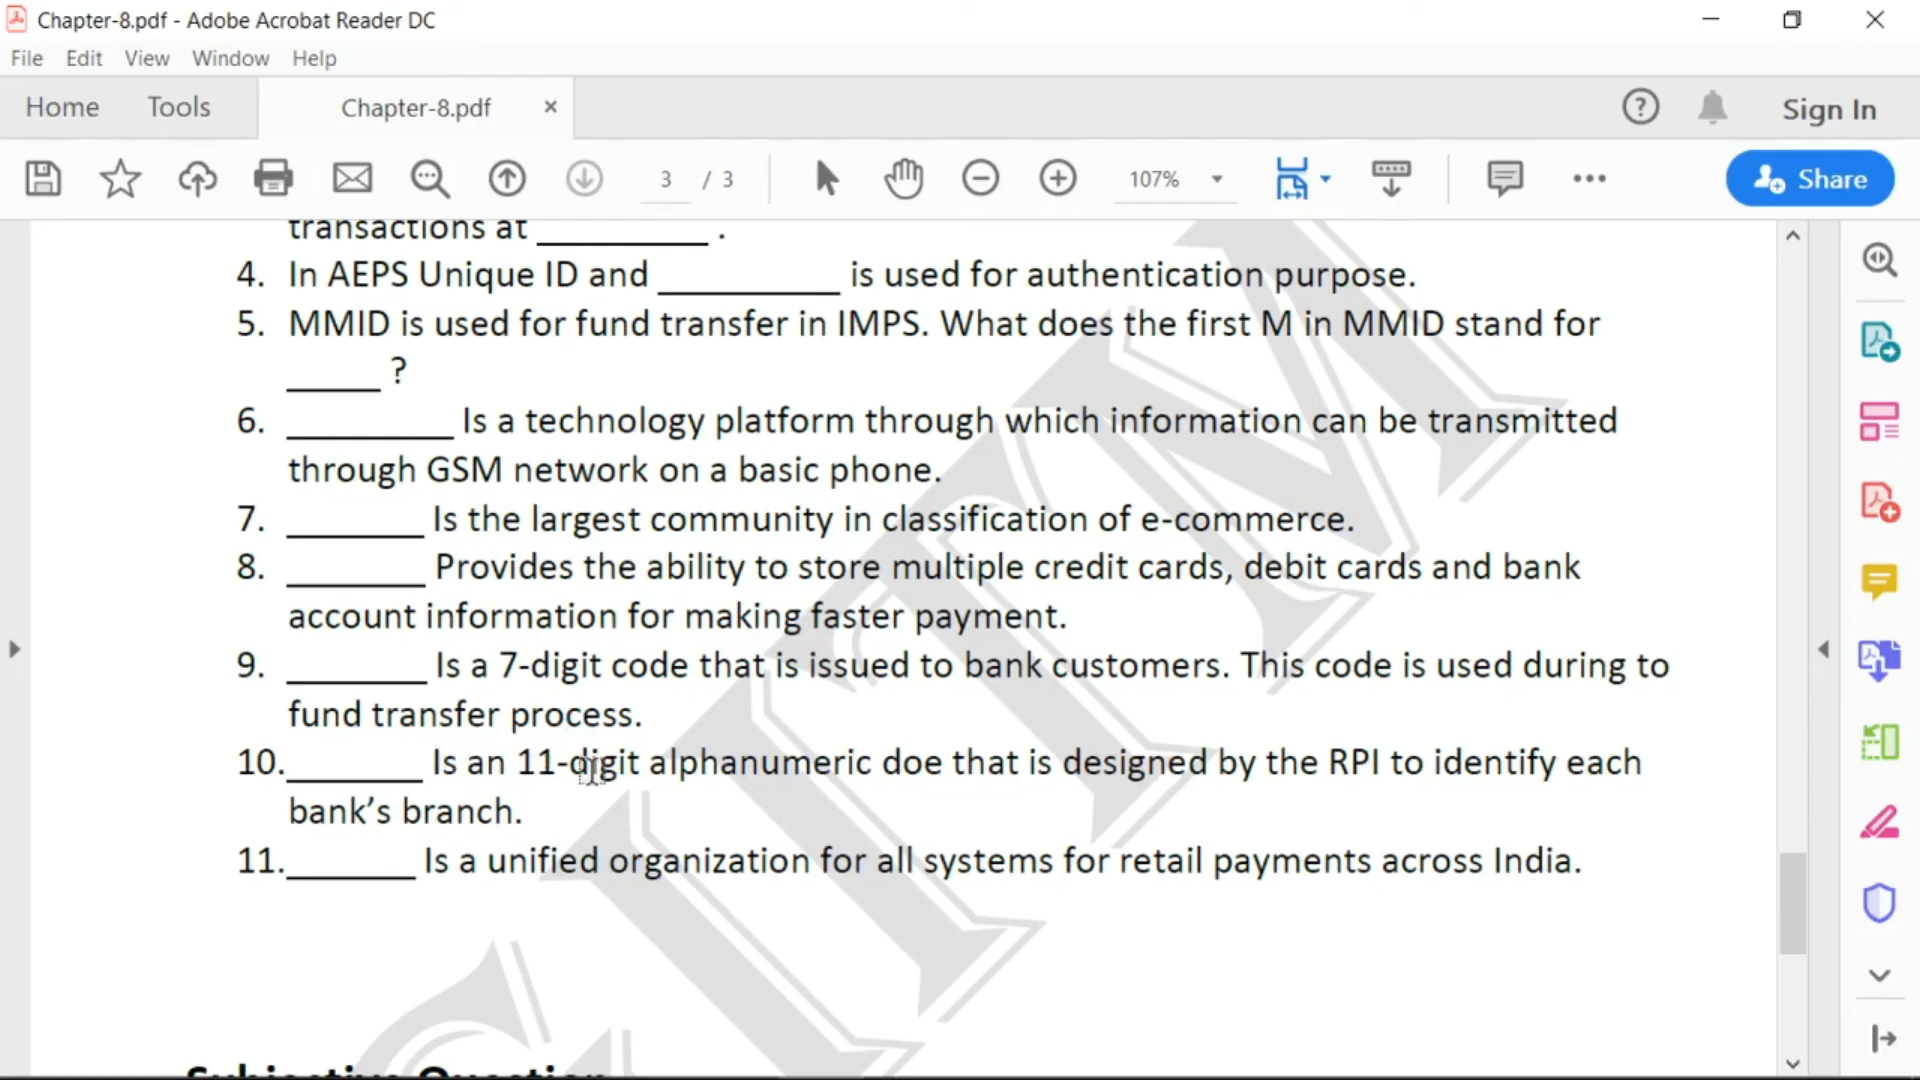 Chapter-8.pdf - Adobe Acrobat Reader DC
File Edit View Window Help
Home Tools Chapter-8.pdf × Sign In
3 / 3 107% Share
transactions at _________ .
4. In AEPS Unique ID and __________ is used for authentication purpose.
5. MMID is used for fund transfer in IMPS. What does the first M in MMID stand for
_____ ?
6. _________ Is a technology platform through which information can be transmitted
through GSM network on a basic phone.
7. _______ Is the largest community in classification of e-commerce.
8. _______ Provides the ability to store multiple credit cards, debit cards and bank
account information for making faster payment.
9. _______ Is a 7-digit code that is issued to bank customers. This code is used during to
fund transfer process.
10._______ Is an 11-digit alphanumeric doe that is designed by the RPI to identify each
bank’s branch.
11._______ Is a unified organization for all systems for retail payments across India.
Subjective Question